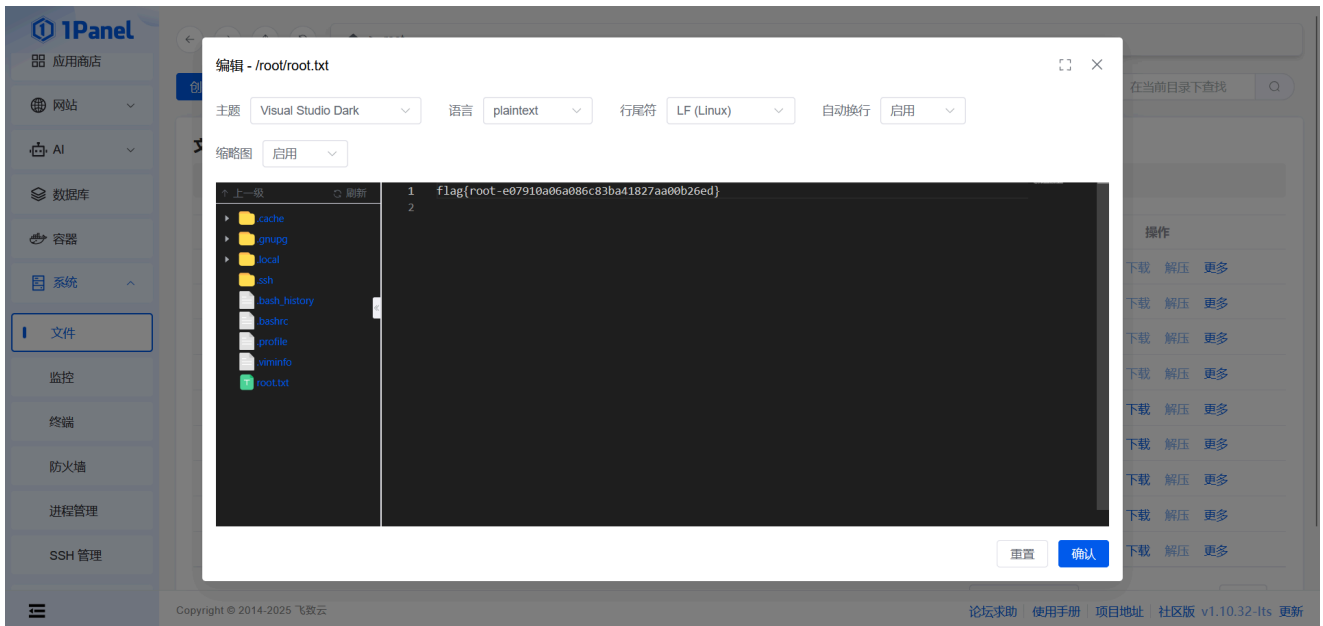 1Panel
应用商店
网站
AI
数据库
容器
系统
文件
监控
终端
防火墙
进程管理
SSH 管理
创
在当前目录下查找
编辑 - /root/root.txt
主题 Visual Studio Dark 语言 plaintext 行尾符 LF (Linux) 自动换行 启用
缩略图 启用
上一级 刷新
.cache
.gnupg
.local
.ssh
.bash_history
.bashrc
.profile
.viminfo
root.txt
1 flag{root-e07910a06a086c83ba41827aa00b26ed}
2
重置 确认
操作
下载 解压 更多
下载 解压 更多
下载 解压 更多
下载 解压 更多
下载 解压 更多
下载 解压 更多
下载 解压 更多
下载 解压 更多
下载 解压 更多
Copyright © 2014-2025 飞致云
论坛求助 使用手册 项目地址 社区版 v1.10.32-lts 更新